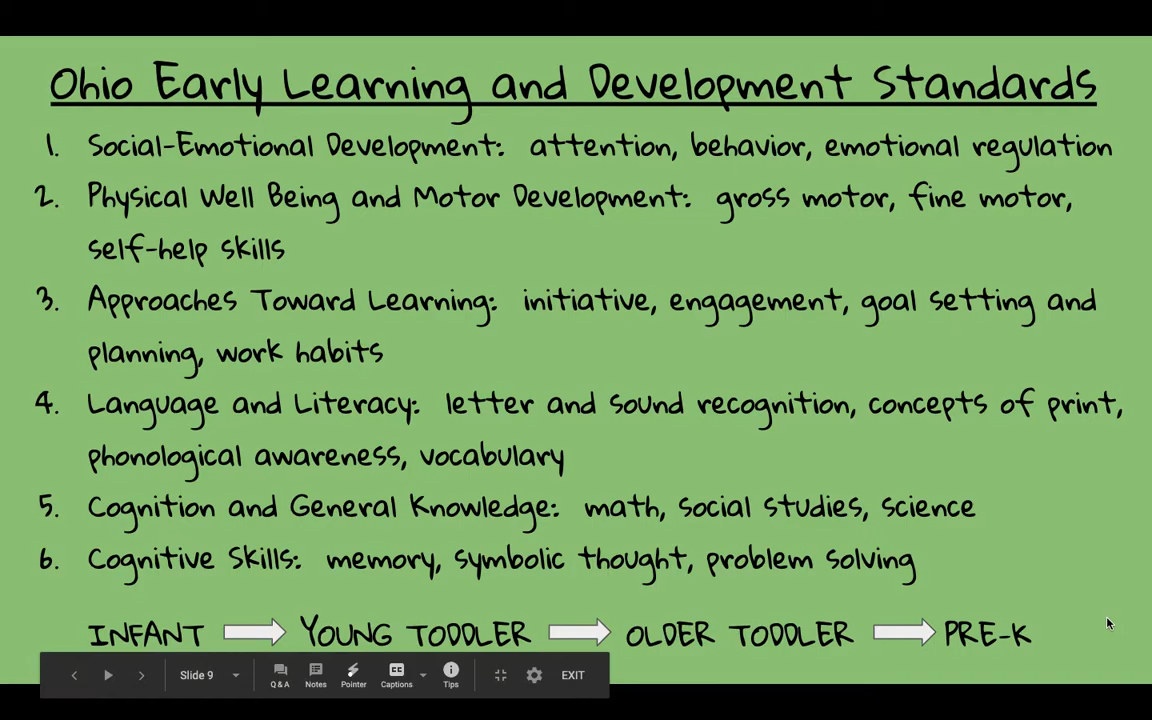 Ohio Early Learning and Development Standards
1. Social-Emotional Development: attention, behavior, emotional regulation
2. Physical Well Being and Motor Development: gross motor, fine motor,
self-help skills
3. Approaches Toward Learning: initiative, engagement, goal setting and
planning, work habits
4. Language and Literacy: letter and sound recognition, concepts of print,
phonological awareness, vocabulary
5. Cognition and General Knowledge: math, social studies, science
6. Cognitive Skills: memory, symbolic thought, problem solving
INFANT YOUNG TODDLER OLDER TODDLER PRE-K
Slide 9 Q & A Notes Pointer Captions Tips EXIT